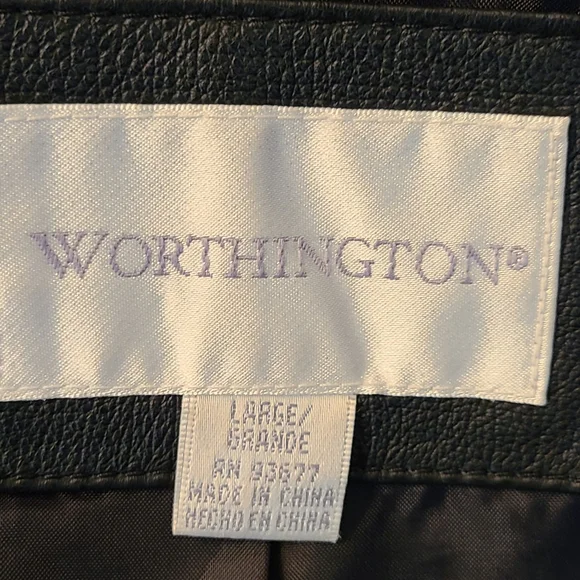 WORTHINGTON®
LARGE/
GRANDE
RN 93677
MADE IN CHINA
HECHO EN CHINA